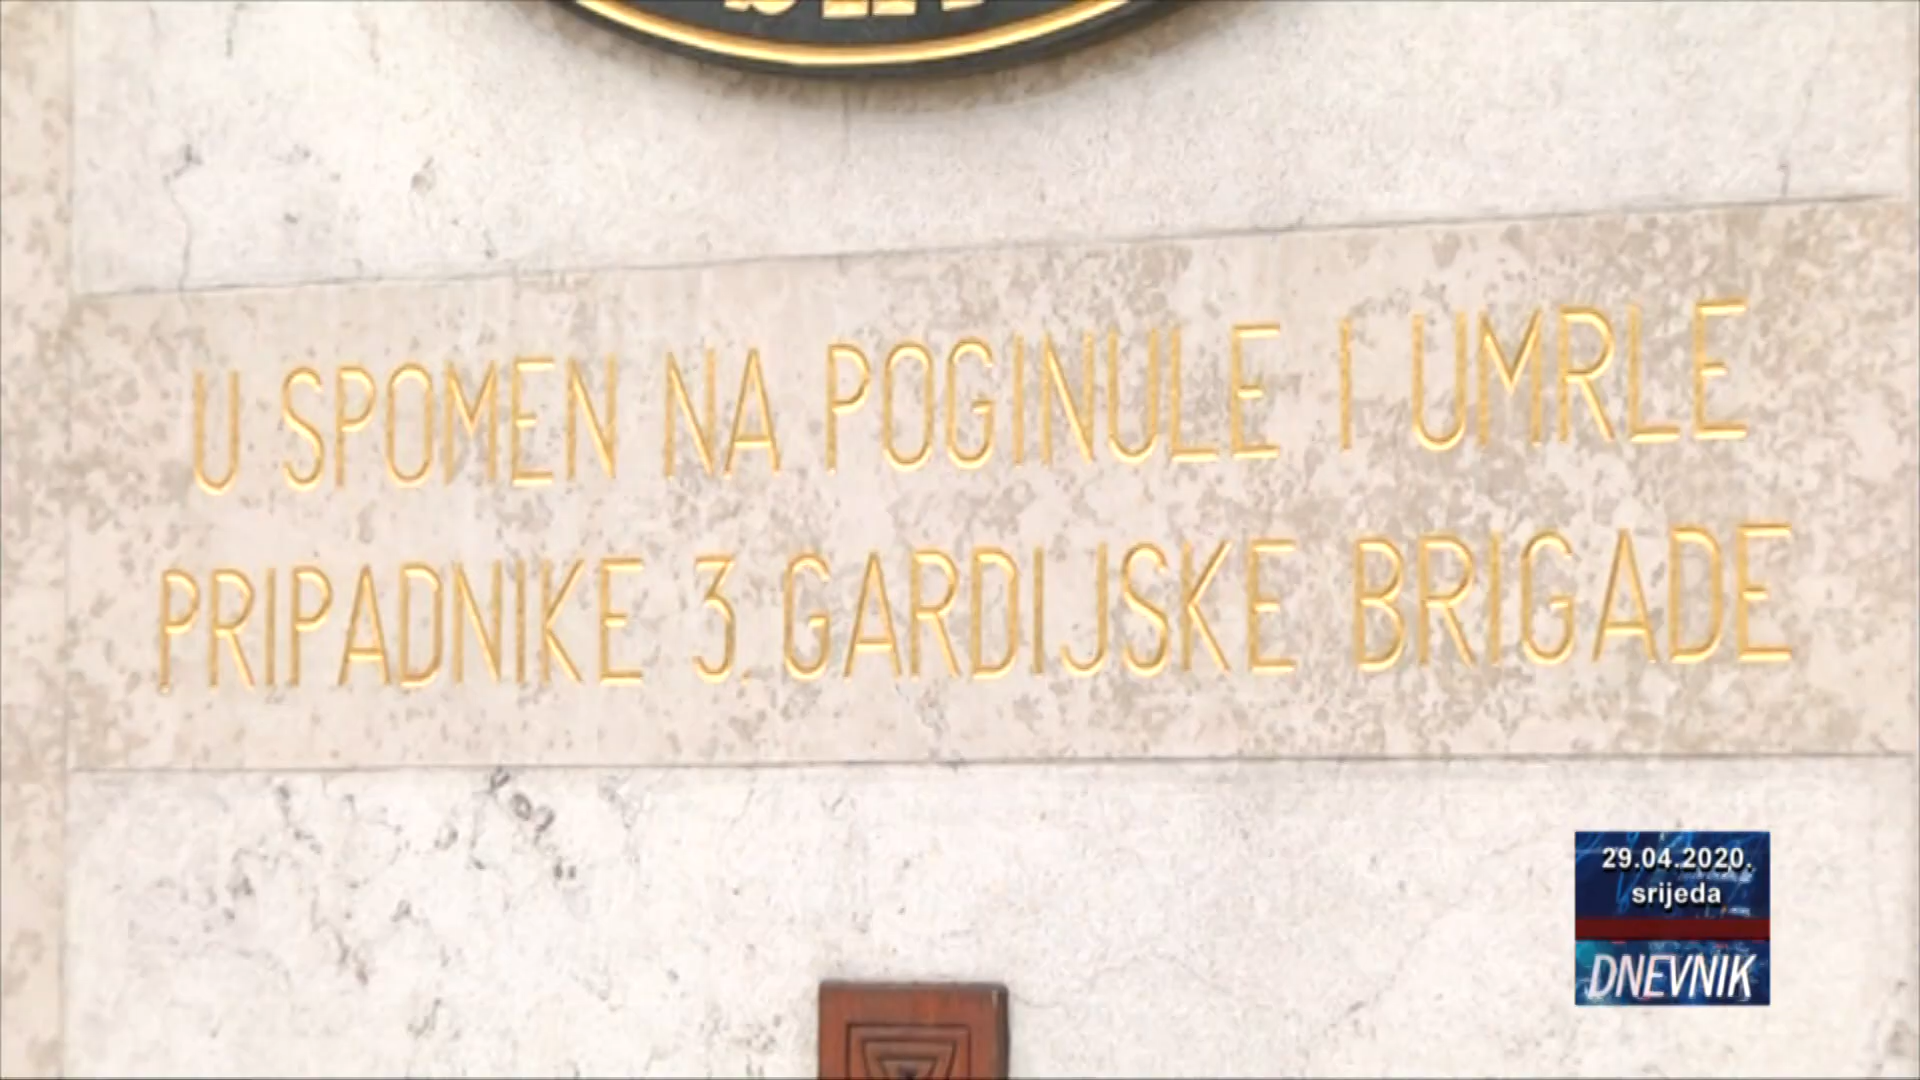 U SPOMEN NA POGINULE I UMRLE
PRIPADNIKE 3. GARDIJSKE BRIGADE
29.04.2020.
srijeda
DNEVNIK